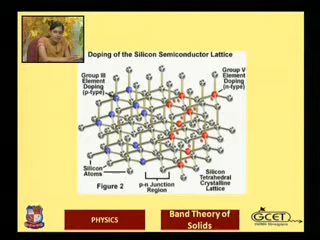 Doping of the Silicon Semiconductor Lattice
Group III
Element
Doping
(p-type)
Group V
Element
Doping
(n-type)
Silicon
Atoms
p-n Junction
Region
Silicon
Tetrahedral
Crystalline
Lattice
Figure 2
PHYSICS
Band Theory of
Solids
GCET